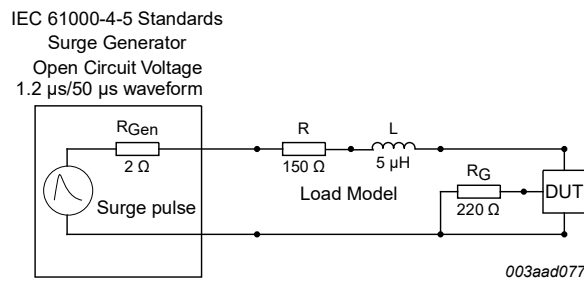 IEC 61000-4-5 Standards
Surge Generator
Open Circuit Voltage
1.2 μs/50 μs waveform
RGen
2 Ω
Surge pulse
R
150 Ω
L
5 μH
Load Model
RG
220 Ω
DUT
003aad077